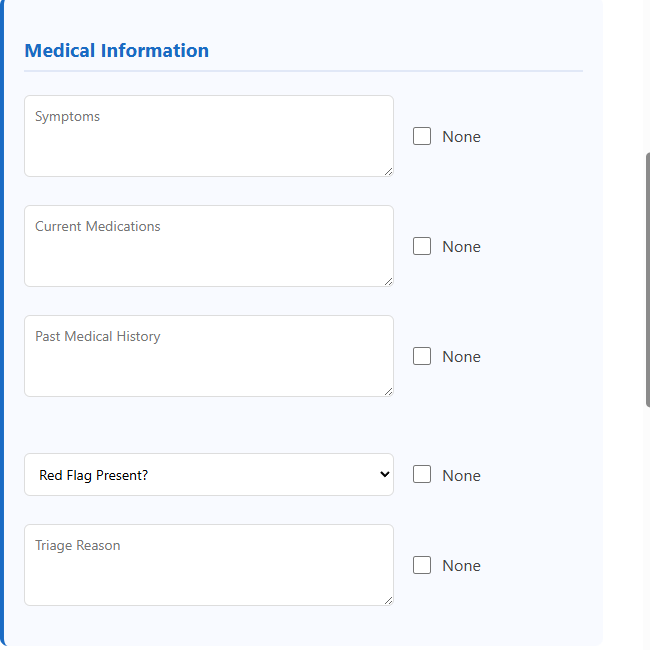 Medical Information
Symptoms
None
Current Medications
None
Past Medical History
None
Red Flag Present?
None
Triage Reason
None